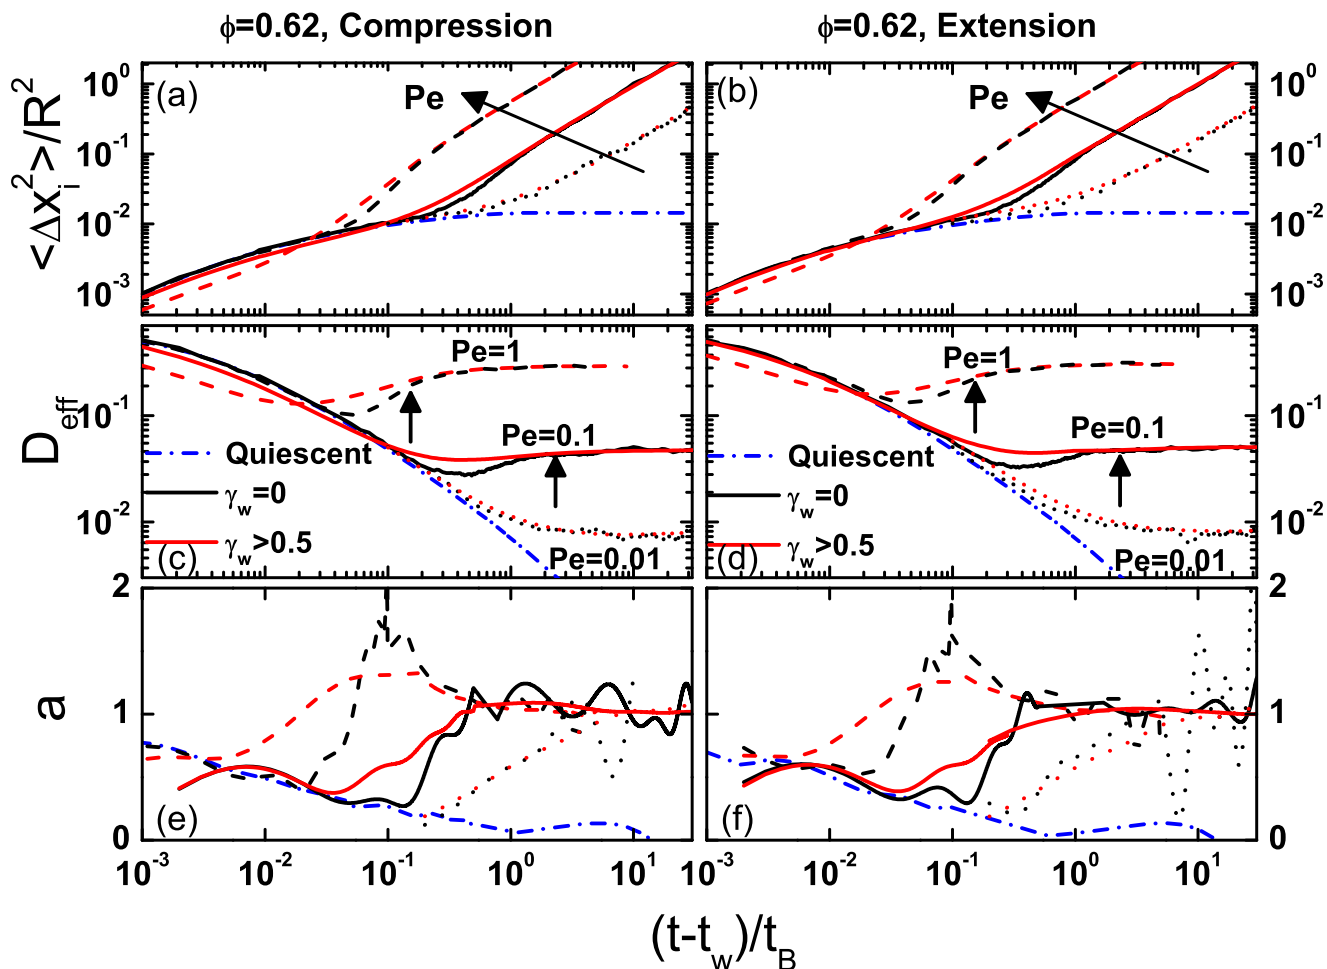 ϕ=0.62, Compression
ϕ=0.62, Extension
<Δx_i^2>/R^2
10^0
10^-1
10^-2
10^-3
(a)
Pe
(b)
Pe
10^0
10^-1
10^-2
10^-3
D_eff
10^-1
10^-2
Pe=1
Pe=0.1
Quiescent
γ_w=0
γ_w>0.5
(c)
Pe=0.01
Pe=1
Pe=0.1
Quiescent
γ_w=0
γ_w>0.5
(d)
Pe=0.01
10^-1
10^-2
a
2
1
0
(e)
(f)
2
1
0
10^-3
10^-2
10^-1
10^0
10^1
10^-3
10^-2
10^-1
10^0
10^1
(t-t_w)/t_B